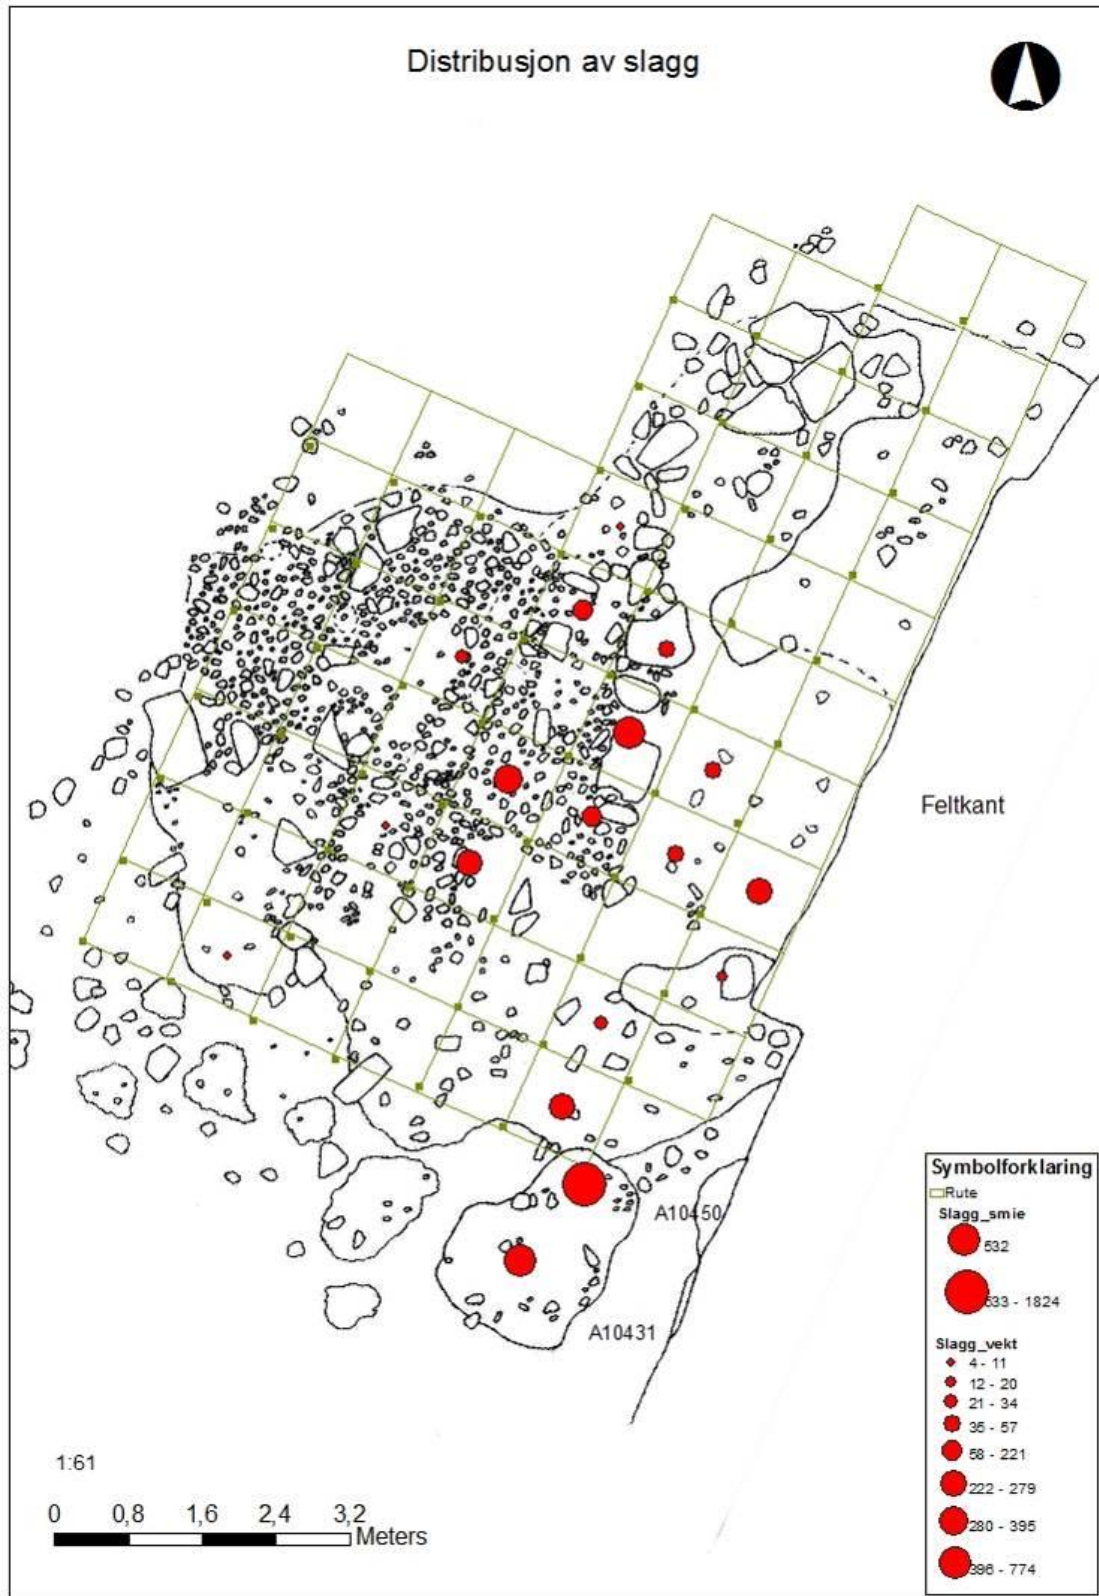 Distribusjon av slagg
Feltkant
A10450
A10431
1:61
0 0,8 1,6 2,4 3,2
Meters
Symbolforklaring
Rute
Slagg_smie
532
533 - 1824
Slagg_vekt
4 - 11
12 - 20
21 - 34
35 - 57
58 - 221
222 - 279
280 - 395
396 - 774